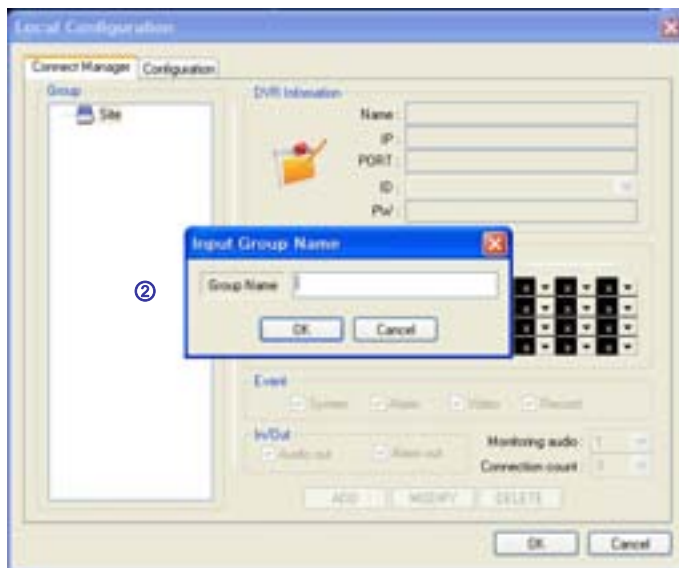 Local Configuration
Connect Manager
Configuration
Group
Site
DVR Infomation
Name :
IP :
PORT :
ID :
PW :
Input Group Name
②
Group Name
OK
Cancel
Event
System
Alarm
Video
Record
In/Out
Audio out
Alarm out
Monitoring audio
1
Connection count
ADD
MODIFY
DELETE
OK
Cancel